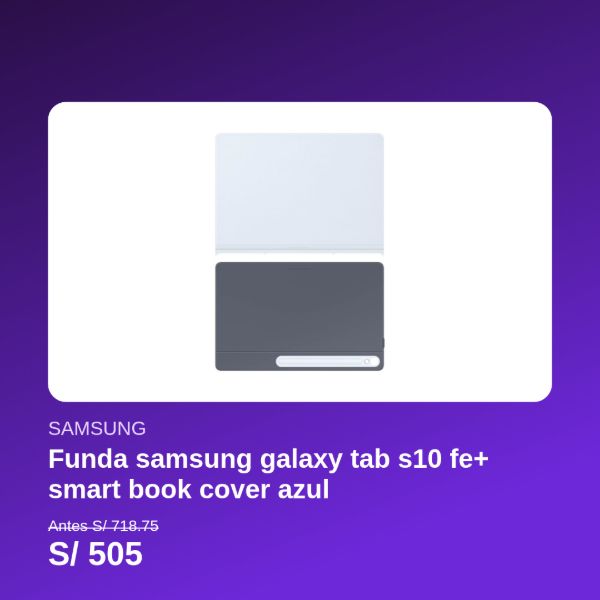 SAMSUNG
Funda samsung galaxy tab s10 fe+
smart book cover azul
Antes S/ 718.75
S/ 505